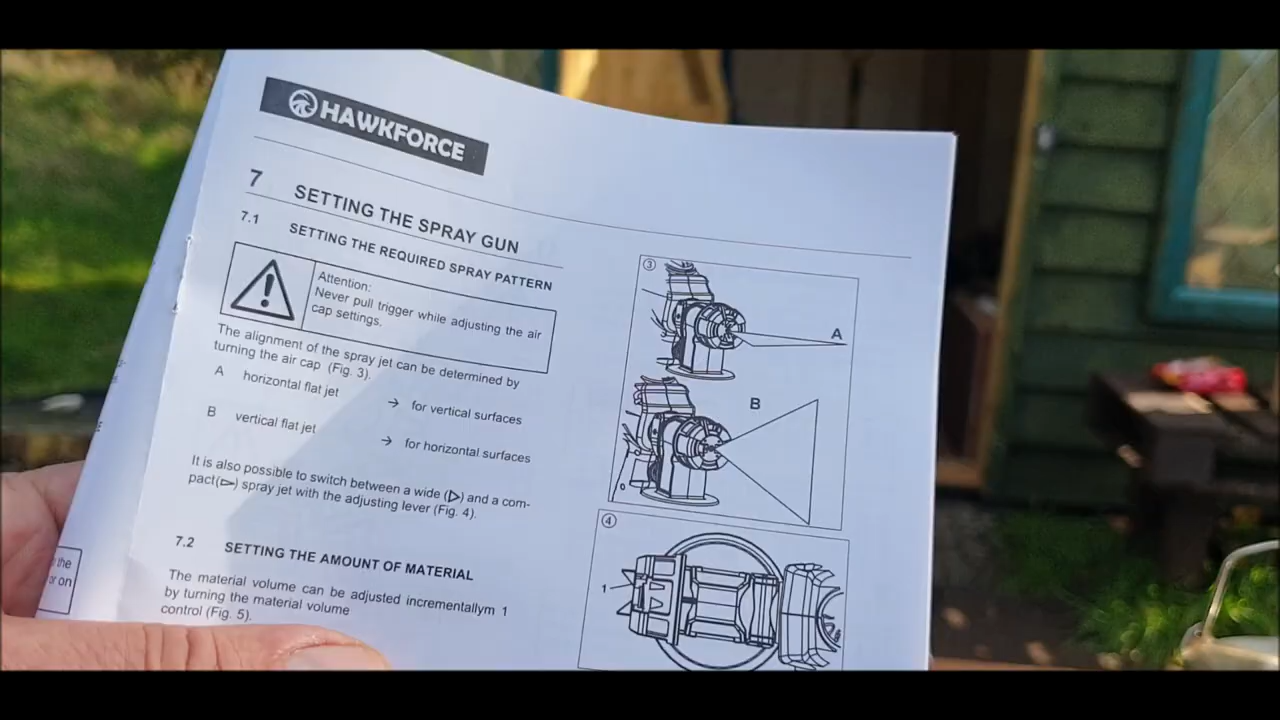 HAWKFORCE
7 SETTING THE SPRAY GUN
7.1 SETTING THE REQUIRED SPRAY PATTERN
Attention:
Never pull trigger while adjusting the air
cap settings.
The alignment of the spray jet can be determined by
turning the air cap (Fig. 3).
A horizontal flat jet → for vertical surfaces
B vertical flat jet → for horizontal surfaces
It is also possible to switch between a wide (▷) and a com-
pact(▻) spray jet with the adjusting lever (Fig. 4).
7.2 SETTING THE AMOUNT OF MATERIAL
The material volume can be adjusted incrementallym 1
by turning the material volume
control (Fig. 5).
3
A
B
0
4
1
the
or on